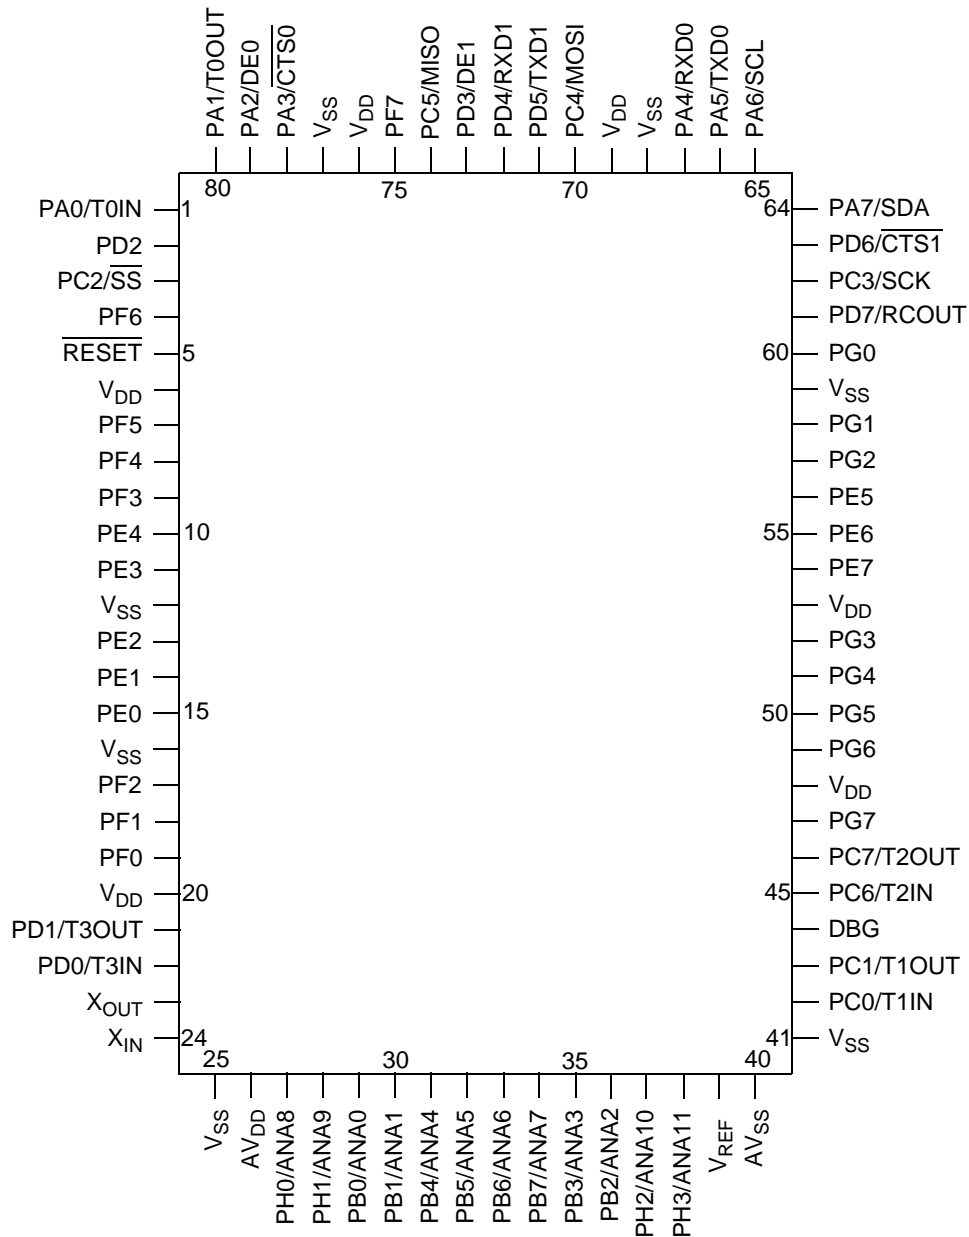 PA1/T0OUT
PA2/DE0
PA3/CTS0
VSS
VDD
PF7
PC5/MISO
PD3/DE1
PD4/RXD1
PD5/TXD1
PC4/MOSI
VDD
VSS
PA4/RXD0
PA5/TXD0
PA6/SCL
80 75 70 65
PA0/T0IN 1 64 PA7/SDA
PD2 PD6/CTS1
PC2/SS PC3/SCK
PF6 PD7/RCOUT
RESET 5 60 PG0
VDD VSS
PF5 PG1
PF4 PG2
PF3 PE5
PE4 10 55 PE6
PE3 PE7
VSS VDD
PE2 PG3
PE1 PG4
PE0 15 50 PG5
VSS PG6
PF2 VDD
PF1 PG7
PF0 PC7/T2OUT
VDD 20 45 PC6/T2IN
PD1/T3OUT DBG
PD0/T3IN PC1/T1OUT
XOUT PC0/T1IN
XIN 24 41 VSS
25 30 35 40
VSS
AVDD
PH0/ANA8
PH1/ANA9
PB0/ANA0
PB1/ANA1
PB4/ANA4
PB5/ANA5
PB6/ANA6
PB7/ANA7
PB3/ANA3
PB2/ANA2
PH2/ANA10
PH3/ANA11
VREF
AVSS